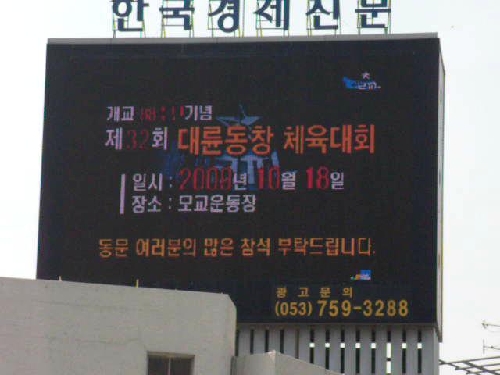 한국경제신문
개교 기념
제32회 대륜동창 체육대회
일시 : 2009년 10월 18일
장소 : 모교운동장
동문 여러분의 많은 참석 부탁드립니다.
광고문의
(053) 759-3288